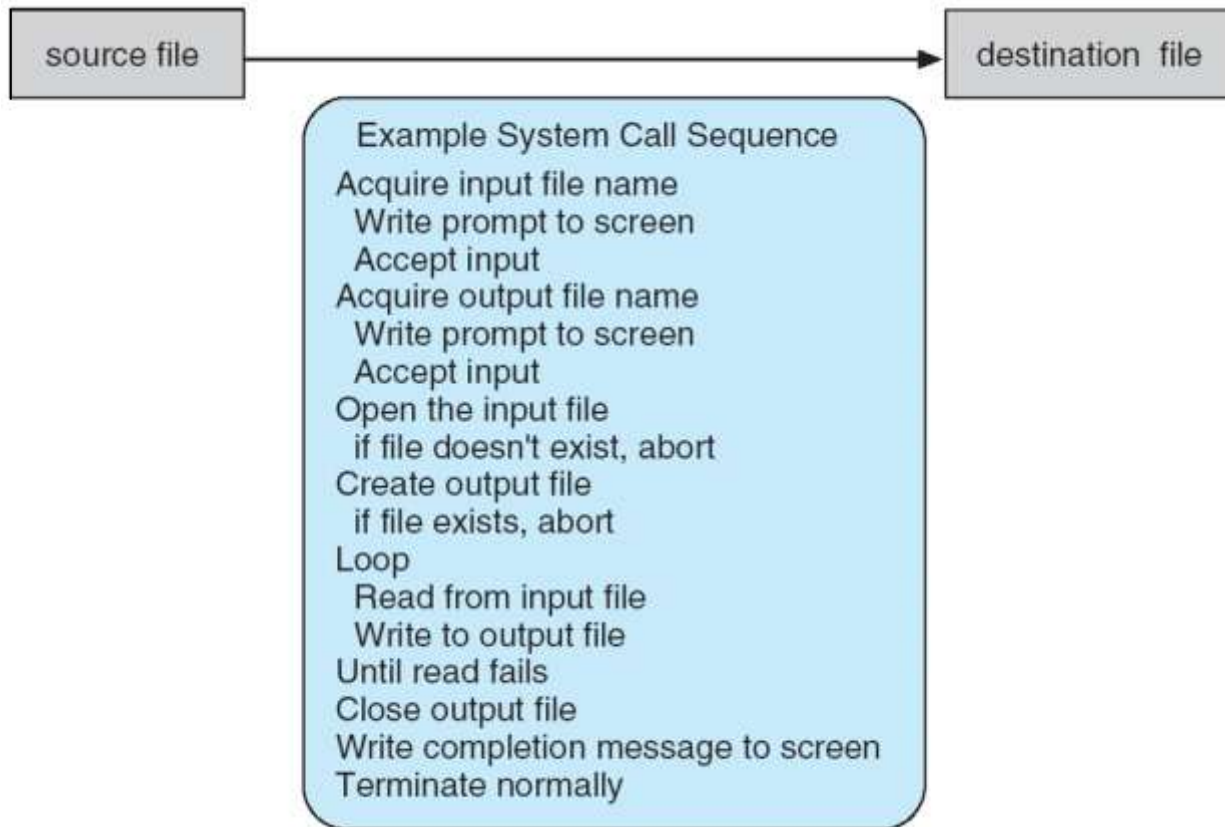 source file
destination file
Example System Call Sequence
Acquire input file name
Write prompt to screen
Accept input
Acquire output file name
Write prompt to screen
Accept input
Open the input file
if file doesn't exist, abort
Create output file
if file exists, abort
Loop
Read from input file
Write to output file
Until read fails
Close output file
Write completion message to screen
Terminate normally